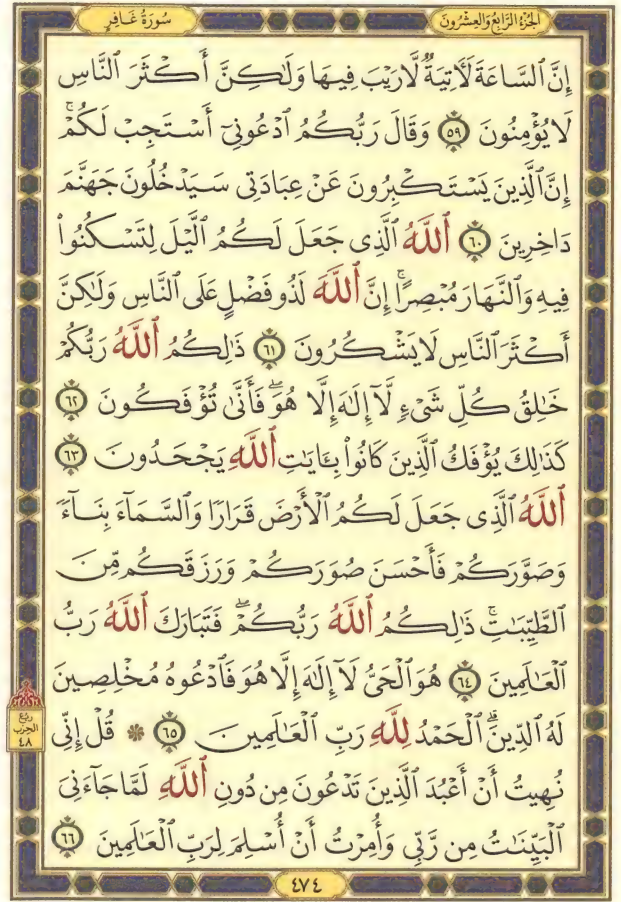 الجزء الرابع والعشرون
سورة غافر
إِنَّ ٱلسَّاعَةَ لَأٓتِيَةٌ لَّا رَيْبَ فِيهَا وَلَٰكِنَّ أَكْثَرَ ٱلنَّاسِ
لَا يُؤْمِنُونَ ٥٩ وَقَالَ رَبُّكُمُ ٱدْعُونِىٓ أَسْتَجِبْ لَكُمْ ۚ
إِنَّ ٱلَّذِينَ يَسْتَكْبِرُونَ عَنْ عِبَادَتِى سَيَدْخُلُونَ جَهَنَّمَ
دَاخِرِينَ ٦٠ ٱللَّهُ ٱلَّذِى جَعَلَ لَكُمُ ٱلَّيْلَ لِتَسْكُنُوا۟
فِيهِ وَٱلنَّهَارَ مُبْصِرًا ۚ إِنَّ ٱللَّهَ لَذُو فَضْلٍ عَلَى ٱلنَّاسِ وَلَٰكِنَّ
أَكْثَرَ ٱلنَّاسِ لَا يَشْكُرُونَ ٦١ ذَٰلِكُمُ ٱللَّهُ رَبُّكُمْ
خَٰلِقُ كُلِّ شَىْءٍ لَّآ إِلَٰهَ إِلَّا هُوَ ۖ فَأَنَّىٰ تُؤْفَكُونَ ٦٢
كَذَٰلِكَ يُؤْفَكُ ٱلَّذِينَ كَانُوا۟ بِـَٔايَٰتِ ٱللَّهِ يَجْحَدُونَ ٦٣
ٱللَّهُ ٱلَّذِى جَعَلَ لَكُمُ ٱلْأَرْضَ قَرَارًا وَٱلسَّمَآءَ بِنَآءً
وَصَوَّرَكُمْ فَأَحْسَنَ صُوَرَكُمْ وَرَزَقَكُم مِّنَ
ٱلطَّيِّبَٰتِ ۚ ذَٰلِكُمُ ٱللَّهُ رَبُّكُمْ ۖ فَتَبَارَكَ ٱللَّهُ رَبُّ
ٱلْعَٰلَمِينَ ٦٤ هُوَ ٱلْحَىُّ لَآ إِلَٰهَ إِلَّا هُوَ فَٱدْعُوهُ مُخْلِصِينَ
لَهُ ٱلدِّينَ ۗ ٱلْحَمْدُ لِلَّهِ رَبِّ ٱلْعَٰلَمِينَ ٦٥ ۞ قُلْ إِنِّى
نُهِيتُ أَنْ أَعْبُدَ ٱلَّذِينَ تَدْعُونَ مِن دُونِ ٱللَّهِ لَمَّا جَآءَنِىَ
ٱلْبَيِّنَٰتُ مِن رَّبِّى وَأُمِرْتُ أَنْ أُسْلِمَ لِرَبِّ ٱلْعَٰلَمِينَ ٦٦
ربع
الحزب
٤٨
٤٧٤